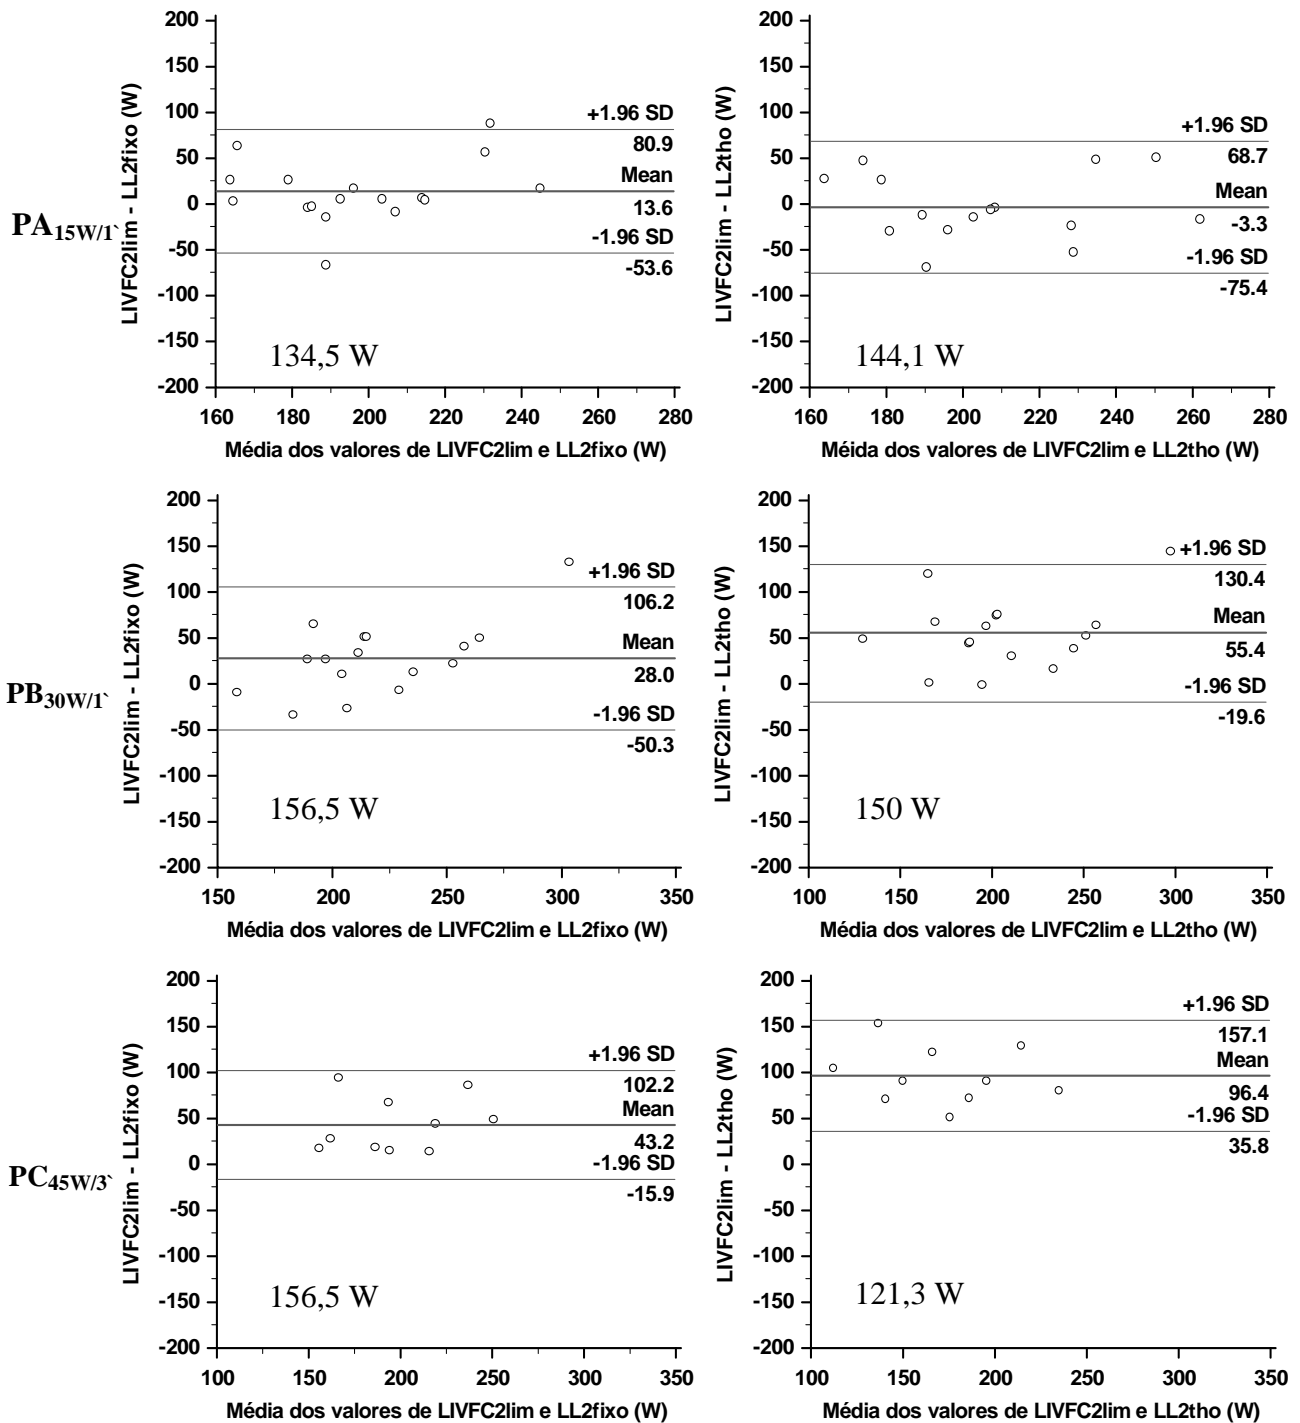 PA15W/1`
LIVFC2lim - LL2fixo (W)
200
150
100
50
0
-50
-100
-150
-200
+1.96 SD
80.9
Mean
13.6
-1.96 SD
-53.6
134,5 W
160 180 200 220 240 260 280
Média dos valores de LIVFC2lim e LL2fixo (W)
LIVFC2lim - LL2tho (W)
200
150
100
50
0
-50
-100
-150
-200
+1.96 SD
68.7
Mean
-3.3
-1.96 SD
-75.4
144,1 W
160 180 200 220 240 260 280
Méida dos valores de LIVFC2lim e LL2tho (W)
PB30W/1`
LIVFC2lim - LL2fixo (W)
200
150
100
50
0
-50
-100
-150
-200
+1.96 SD
106.2
Mean
28.0
-1.96 SD
-50.3
156,5 W
150 200 250 300 350
Média dos valores de LIVFC2lim e LL2fixo (W)
LIVFC2lim - LL2tho (W)
200
150
100
50
0
-50
-100
-150
-200
+1.96 SD
130.4
Mean
55.4
-1.96 SD
-19.6
150 W
100 150 200 250 300 350
Média dos valores de LIVFC2lim e LL2tho (W)
PC45W/3`
LIVFC2lim - LL2fixo (W)
200
150
100
50
0
-50
-100
-150
-200
+1.96 SD
102.2
Mean
43.2
-1.96 SD
-15.9
156,5 W
100 150 200 250 300 350
Média dos valores de LIVFC2lim e LL2fixo (W)
LIVFC2lim - LL2tho (W)
200
150
100
50
0
-50
-100
-150
-200
+1.96 SD
157.1
Mean
96.4
-1.96 SD
35.8
121,3 W
100 150 200 250 300 350
Média dos valores de LIVFC2lim e LL2tho (W)